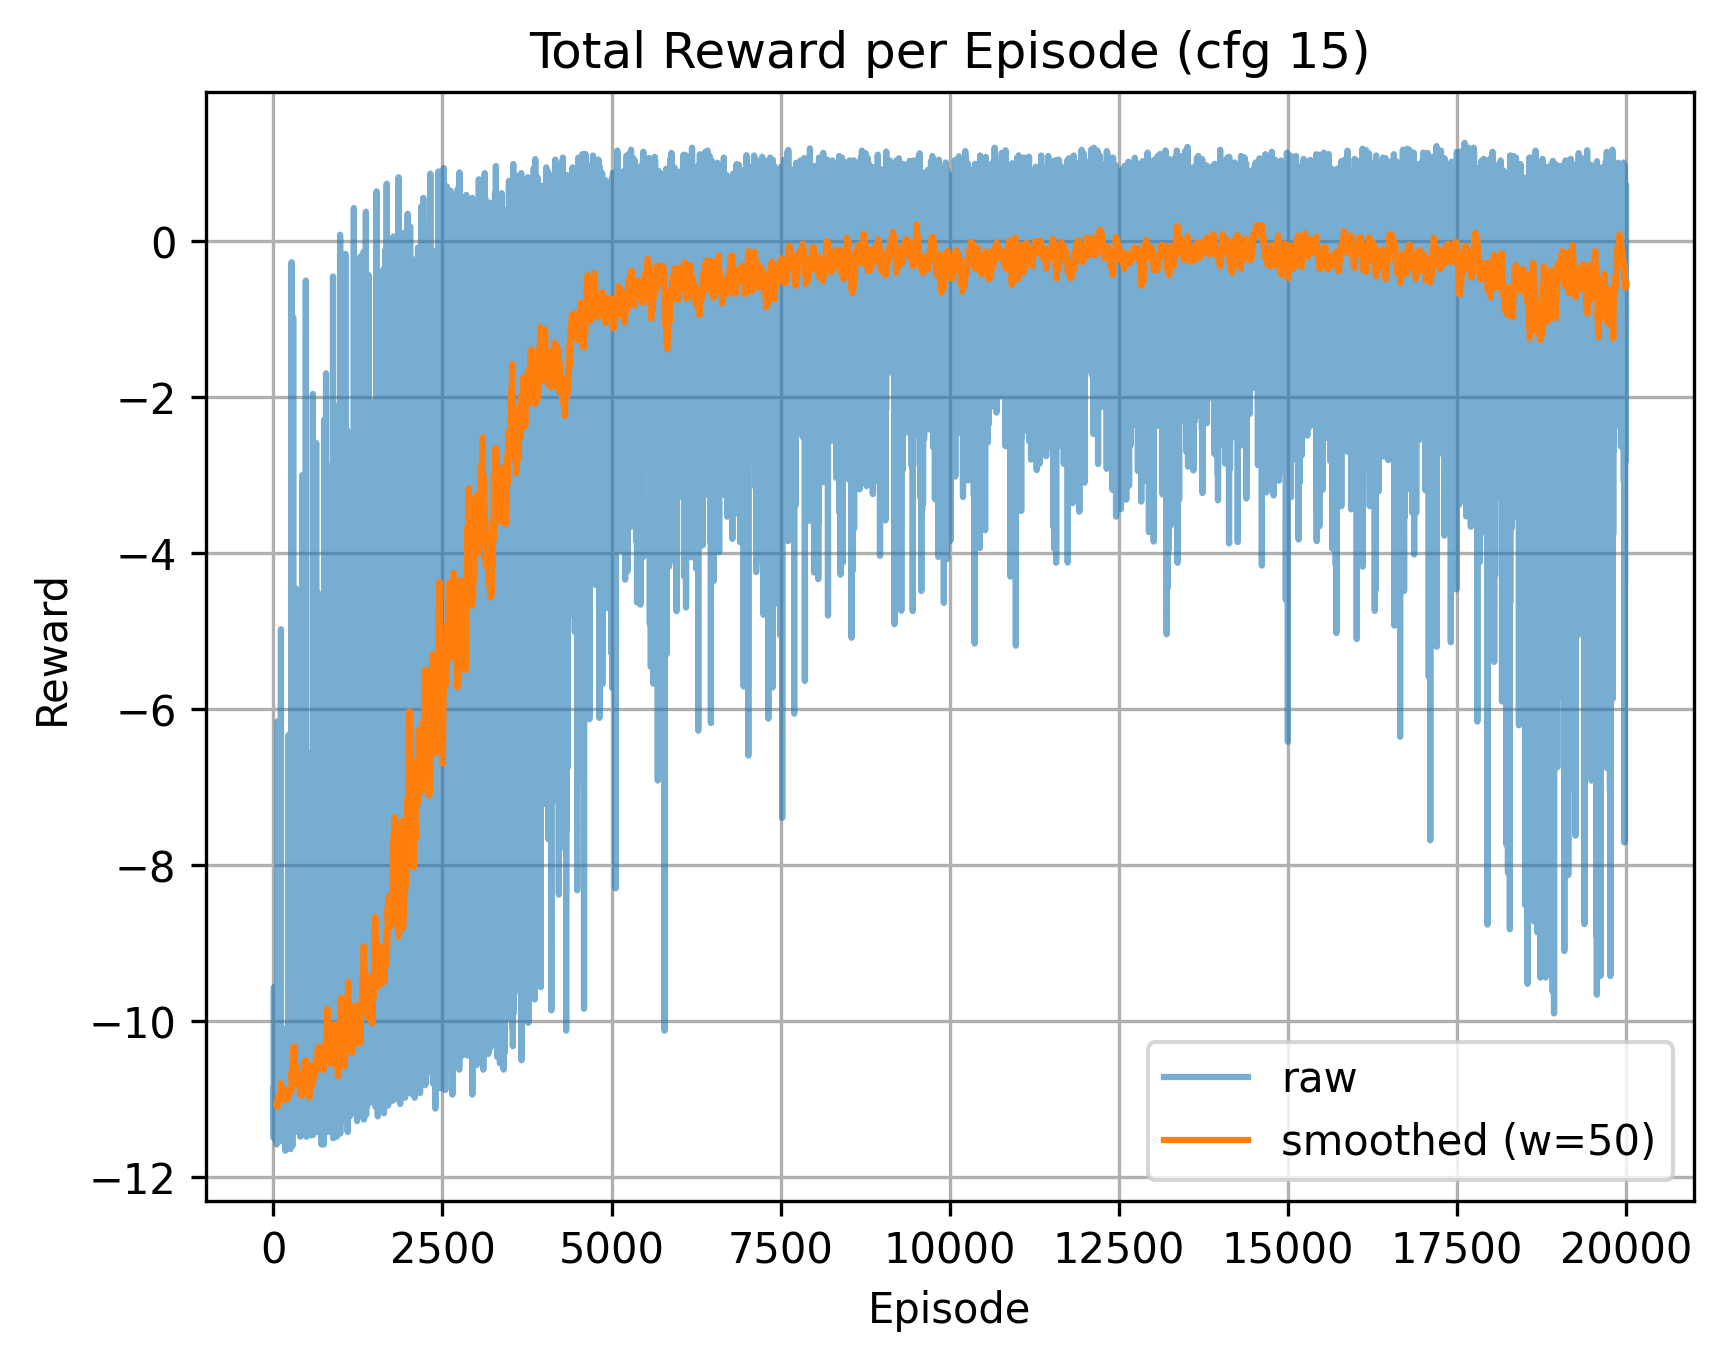 Total Reward per Episode (cfg 15)
0
−2
−4
−6
−8
−10
−12
Reward
raw
smoothed (w=50)
0 2500 5000 7500 10000 12500 15000 17500 20000
Episode